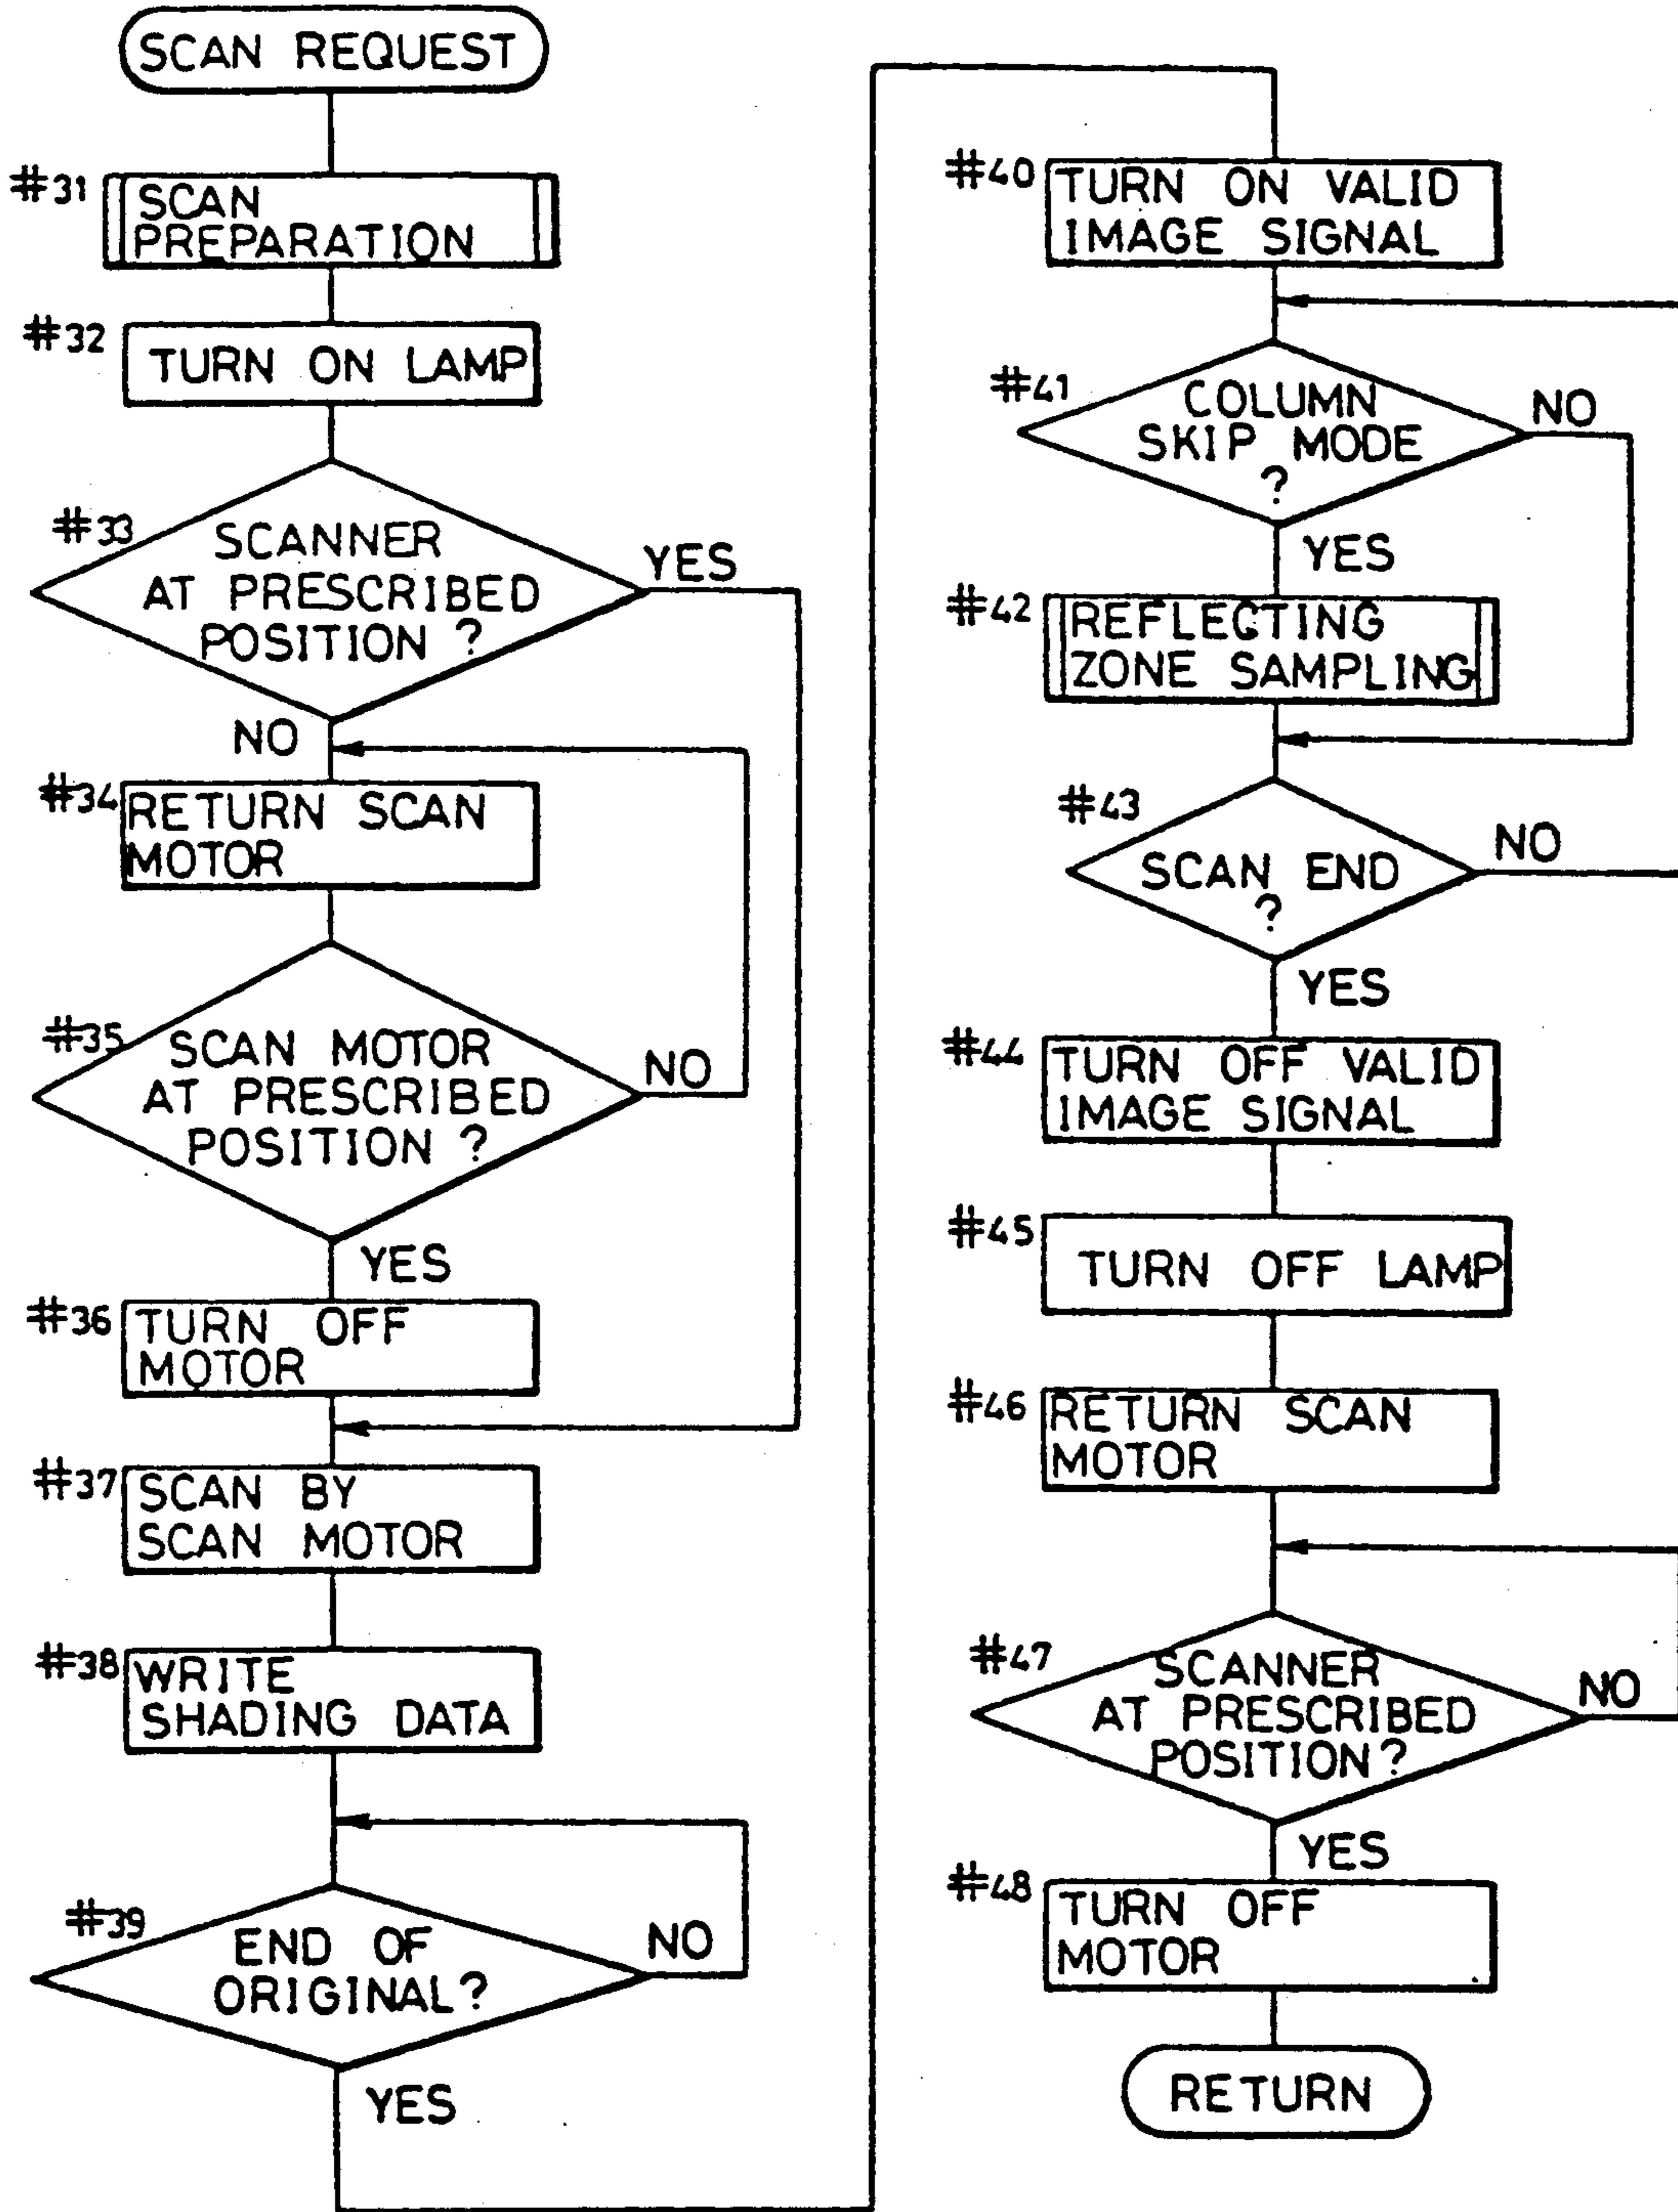 SCAN REQUEST
#31
SCAN
PREPARATION
#32
TURN ON LAMP
#33
SCANNER
AT PRESCRIBED
POSITION ?
YES
NO
#34
RETURN SCAN
MOTOR
#35
SCAN MOTOR
AT PRESCRIBED
POSITION ?
NO
YES
#36
TURN OFF
MOTOR
#37
SCAN BY
SCAN MOTOR
#38
WRITE
SHADING DATA
#39
END OF
ORIGINAL?
NO
YES
#40
TURN ON VALID
IMAGE SIGNAL
#41
COLUMN
SKIP MODE
?
NO
YES
#42
REFLECTING
ZONE SAMPLING
#43
SCAN END
?
NO
YES
#44
TURN OFF VALID
IMAGE SIGNAL
#45
TURN OFF LAMP
#46
RETURN SCAN
MOTOR
#47
SCANNER
AT PRESCRIBED
POSITION?
NO
YES
#48
TURN OFF
MOTOR
RETURN